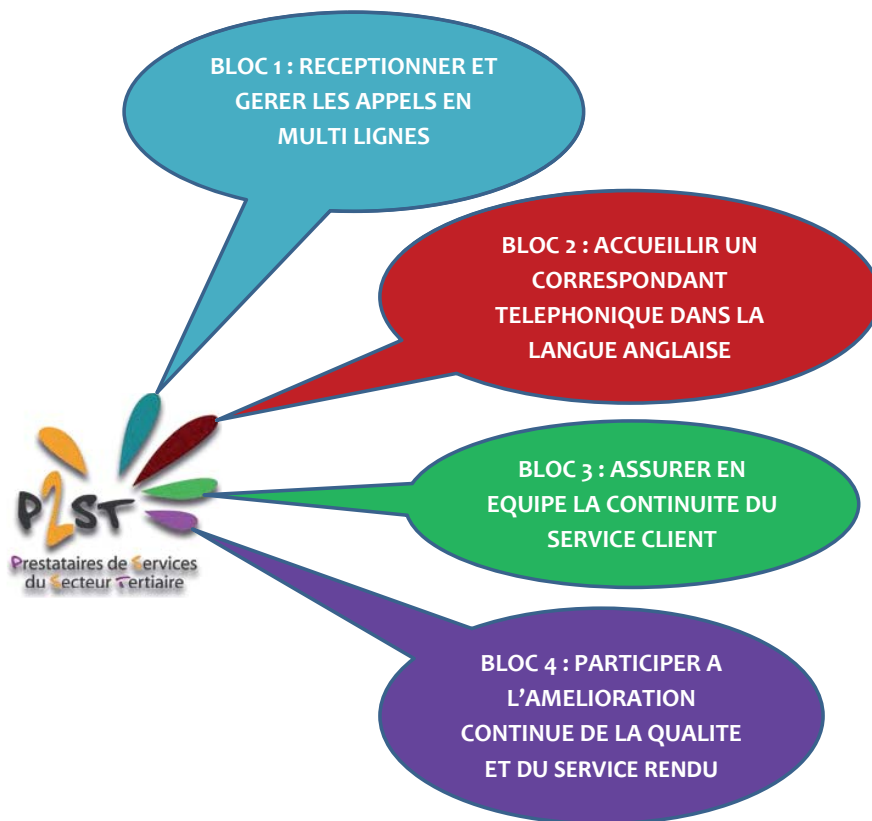 BLOC 1 : RECEPTIONNER ET
GERER LES APPELS EN
MULTI LIGNES
BLOC 2 : ACCUEILLIR UN
CORRESPONDANT
TELEPHONIQUE DANS LA
LANGUE ANGLAISE
BLOC 3 : ASSURER EN
EQUIPE LA CONTINUITE DU
SERVICE CLIENT
P2ST
Prestataires de Services
du Secteur Tertiaire
BLOC 4 : PARTICIPER A
L’AMELIORATION
CONTINUE DE LA QUALITE
ET DU SERVICE RENDU